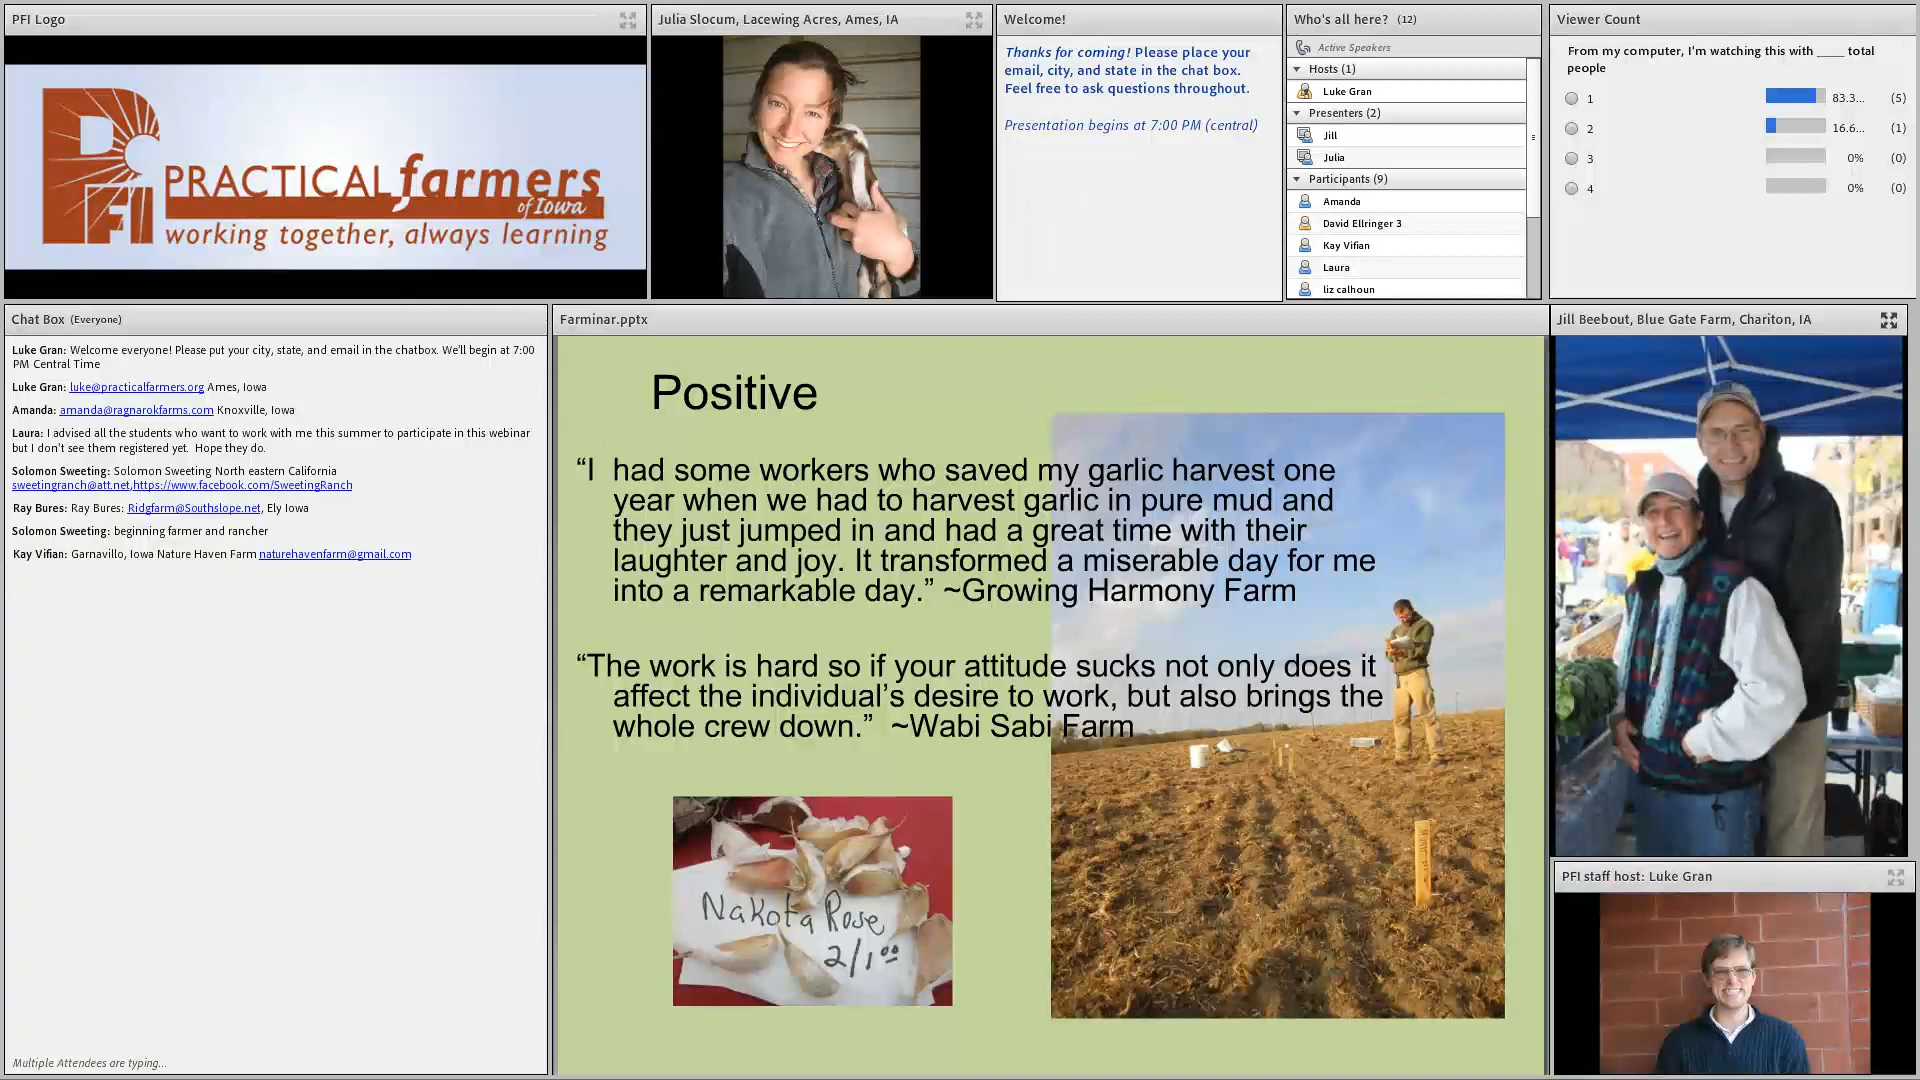 PFI Logo
PFI
PRACTICAL farmers
of Iowa
working together, always learning
Julia Slocum, Lacewing Acres, Ames, IA
Welcome!
Thanks for coming! Please place your
email, city, and state in the chat box.
Feel free to ask questions throughout.
Presentation begins at 7:00 PM (central)
Who's all here? (12)
Active Speakers
Hosts (1)
Luke Gran
Presenters (2)
Jill
Julia
Participants (9)
Amanda
David Ellringer 3
Kay Vifian
Laura
liz calhoun
Viewer Count
From my computer, I'm watching this with ____ total
people
1 83.3... (5)
2 16.6... (1)
3 0% (0)
4 0% (0)
Chat Box (Everyone)
Luke Gran: Welcome everyone! Please put your city, state, and email in the chatbox. We'll begin at 7:00
PM Central Time
Luke Gran: luke@practicalfarmers.org Ames, Iowa
Amanda: amanda@ragnarokfarms.com Knoxville, Iowa
Laura: I advised all the students who want to work with me this summer to participate in this webinar
but I don't see them registered yet. Hope they do.
Solomon Sweeting: Solomon Sweeting North eastern California
sweetingranch@att.net,https://www.facebook.com/SweetingRanch
Ray Bures: Ray Bures: Ridgfarm@Southslope.net, Ely Iowa
Solomon Sweeting: beginning farmer and rancher
Kay Vifian: Garnavillo, Iowa Nature Haven Farm naturehavenfarm@gmail.com
Multiple Attendees are typing...
Farminar.pptx
Positive
“I had some workers who saved my garlic harvest one
year when we had to harvest garlic in pure mud and
they just jumped in and had a great time with their
laughter and joy. It transformed a miserable day for me
into a remarkable day.” ~Growing Harmony Farm
“The work is hard so if your attitude sucks not only does it
affect the individual’s desire to work, but also brings the
whole crew down.” ~Wabi Sabi Farm
Nakota Rose
2/1.00
Jill Beebout, Blue Gate Farm, Chariton, IA
PFI staff host: Luke Gran